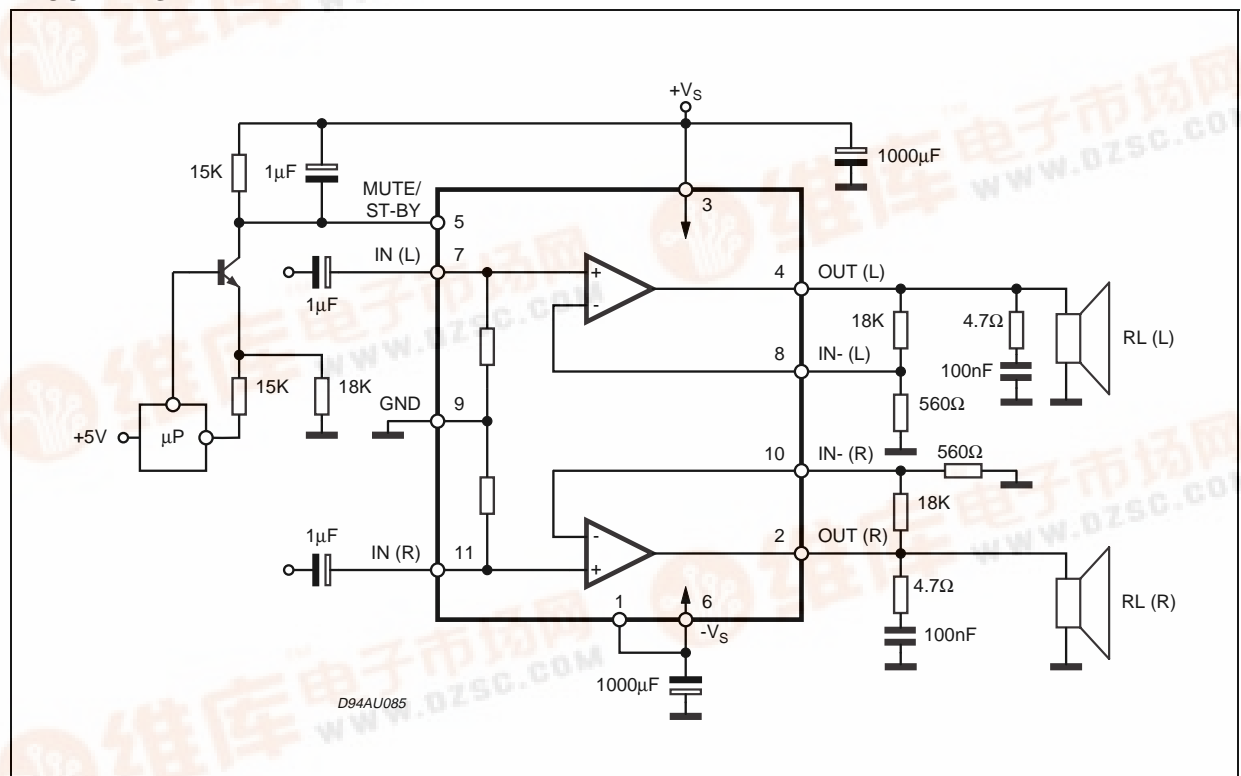 +VS
15K
1µF
1000µF
MUTE/
ST-BY
5
3
IN (L)
7
1µF
+
-
4
OUT (L)
18K
4.7Ω
RL (L)
8
IN- (L)
100nF
15K
18K
GND
9
560Ω
+5V
µP
10
IN- (R)
560Ω
18K
1µF
IN (R)
11
-
+
2
OUT (R)
4.7Ω
RL (R)
1
6
-VS
100nF
1000µF
D94AU085
维库电子市场网
WWW.DZSC.COM